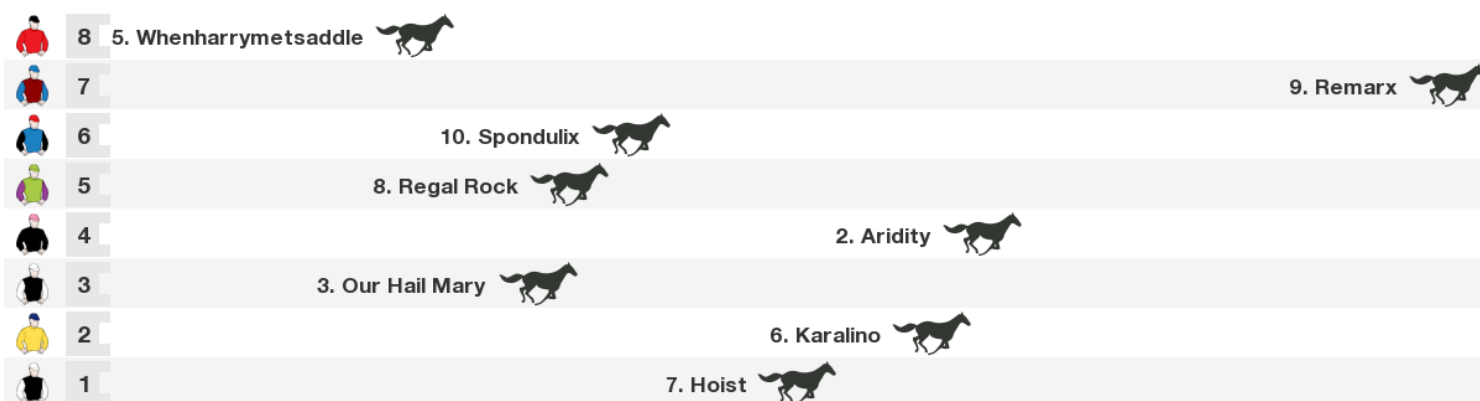 8 5. Whenharrymetsaddle
7 9. Remarx
6 10. Spondulix
5 8. Regal Rock
4 2. Aridity
3 3. Our Hail Mary
2 6. Karalino
1 7. Hoist